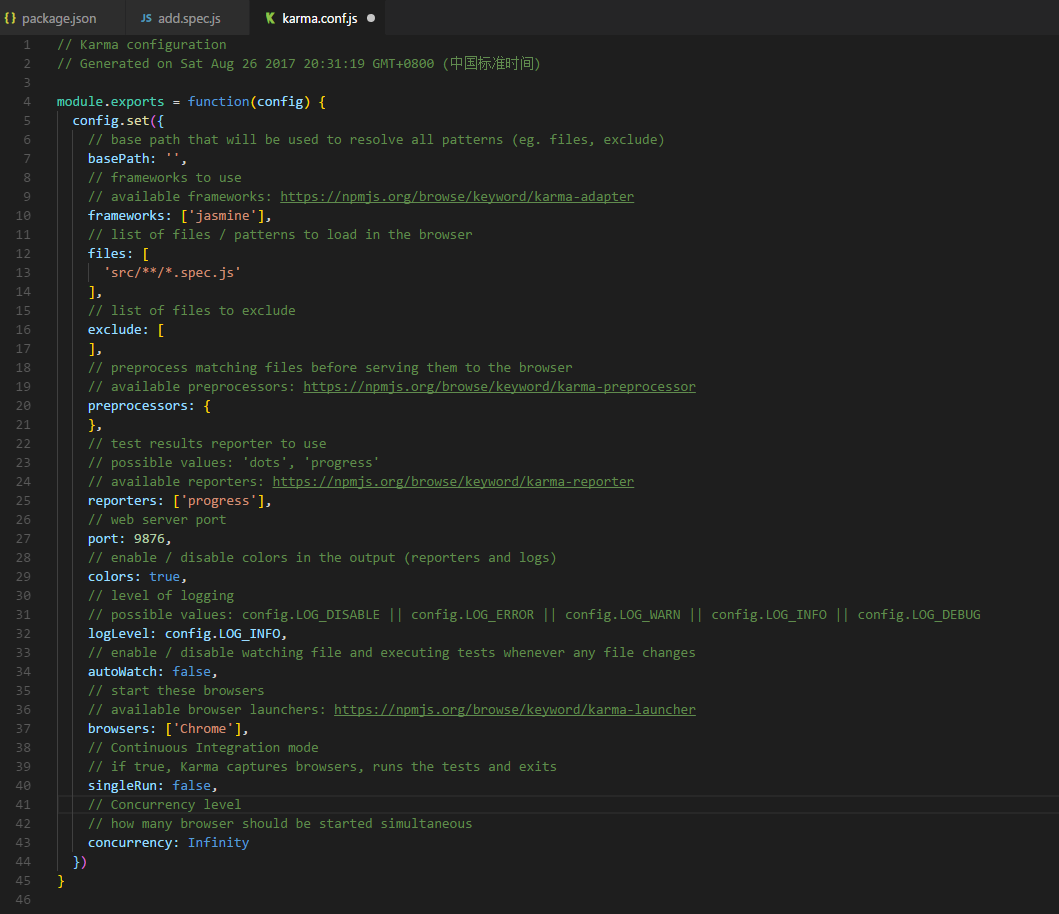 {} package.json JS add.spec.js K karma.conf.js
1 // Karma configuration
2 // Generated on Sat Aug 26 2017 20:31:19 GMT+0800 (中国标准时间)
3
4 module.exports = function(config) {
5 config.set({
6 // base path that will be used to resolve all patterns (eg. files, exclude)
7 basePath: '',
8 // frameworks to use
9 // available frameworks: https://npmjs.org/browse/keyword/karma-adapter
10 frameworks: ['jasmine'],
11 // list of files / patterns to load in the browser
12 files: [
13 'src/**/*.spec.js'
14 ],
15 // list of files to exclude
16 exclude: [
17 ],
18 // preprocess matching files before serving them to the browser
19 // available preprocessors: https://npmjs.org/browse/keyword/karma-preprocessor
20 preprocessors: {
21 },
22 // test results reporter to use
23 // possible values: 'dots', 'progress'
24 // available reporters: https://npmjs.org/browse/keyword/karma-reporter
25 reporters: ['progress'],
26 // web server port
27 port: 9876,
28 // enable / disable colors in the output (reporters and logs)
29 colors: true,
30 // level of logging
31 // possible values: config.LOG_DISABLE || config.LOG_ERROR || config.LOG_WARN || config.LOG_INFO || config.LOG_DEBUG
32 logLevel: config.LOG_INFO,
33 // enable / disable watching file and executing tests whenever any file changes
34 autoWatch: false,
35 // start these browsers
36 // available browser launchers: https://npmjs.org/browse/keyword/karma-launcher
37 browsers: ['Chrome'],
38 // Continuous Integration mode
39 // if true, Karma captures browsers, runs the tests and exits
40 singleRun: false,
41 // Concurrency level
42 // how many browser should be started simultaneous
43 concurrency: Infinity
44 })
45 }
46